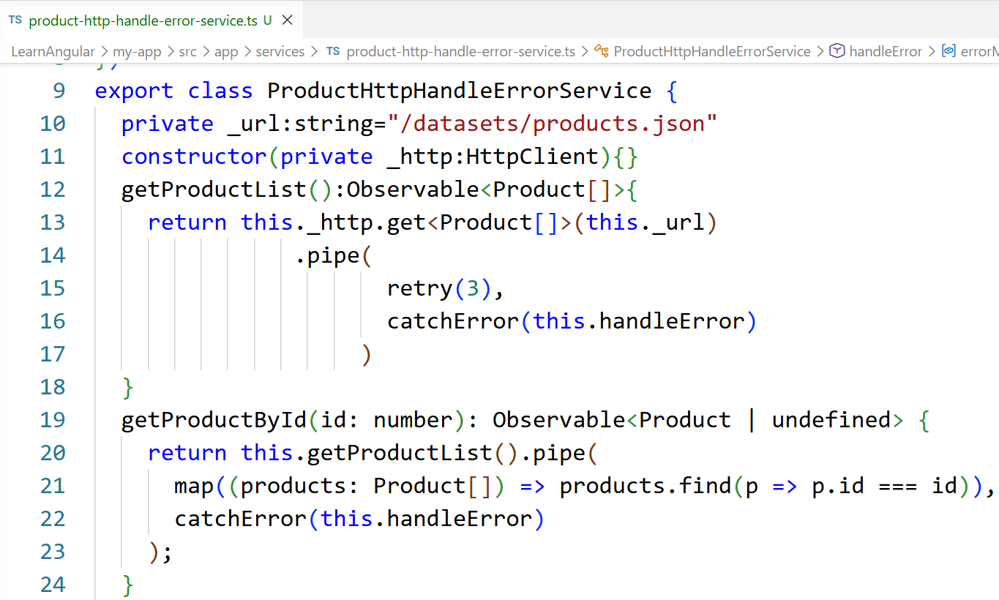 TS product-http-handle-error-service.ts U ×
LearnAngular > my-app > src > app > services > TS product-http-handle-error-service.ts > ProductHttpHandleErrorService > handleError >
9 export class ProductHttpHandleErrorService {
10 private _url:string="/datasets/products.json"
11 constructor(private _http:HttpClient){}
12 getProductList():Observable<Product[]>{
13 return this._http.get<Product[]>(this._url)
14 .pipe(
15 retry(3),
16 catchError(this.handleError)
17 )
18 }
19 getProductById(id: number): Observable<Product | undefined> {
20 return this.getProductList().pipe(
21 map((products: Product[]) => products.find(p => p.id === id)),
22 catchError(this.handleError)
23 );
24 }